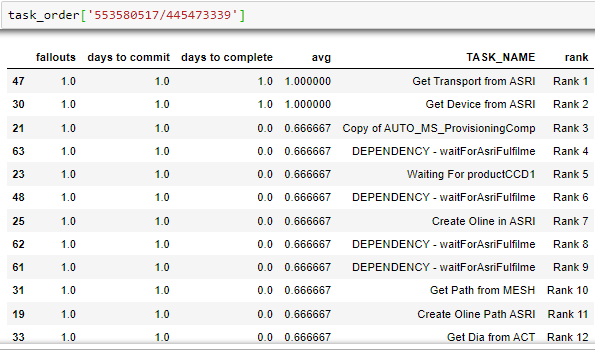 task_order['553580517/445473339']
fallouts days to commit days to complete avg TASK_NAME rank
47 1.0 1.0 1.0 1.000000 Get Transport from ASRI Rank 1
30 1.0 1.0 1.0 1.000000 Get Device from ASRI Rank 2
21 1.0 1.0 0.0 0.666667 Copy of AUTO_MS_ProvisioningComp Rank 3
63 1.0 1.0 0.0 0.666667 DEPENDENCY - waitForAsriFulfilme Rank 4
23 1.0 1.0 0.0 0.666667 Waiting For productCCD1 Rank 5
48 1.0 1.0 0.0 0.666667 DEPENDENCY - waitForAsriFulfilme Rank 6
25 1.0 1.0 0.0 0.666667 Create Oline in ASRI Rank 7
62 1.0 1.0 0.0 0.666667 DEPENDENCY - waitForAsriFulfilme Rank 8
61 1.0 1.0 0.0 0.666667 DEPENDENCY - waitForAsriFulfilme Rank 9
31 1.0 1.0 0.0 0.666667 Get Path from MESH Rank 10
19 1.0 1.0 0.0 0.666667 Create Oline Path ASRI Rank 11
33 1.0 1.0 0.0 0.666667 Get Dia from ACT Rank 12